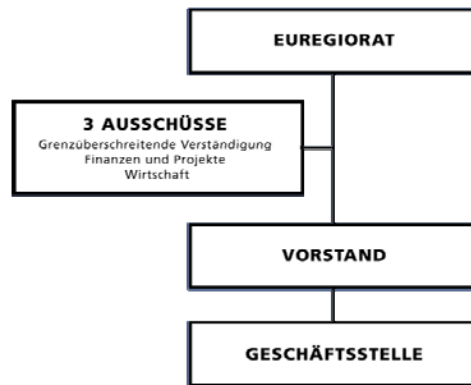 EUREGIORAT
3 AUSSCHÜSSE
Grenzüberschreitende Verständigung
Finanzen und Projekte
Wirtschaft
VORSTAND
GESCHÄFTSSTELLE